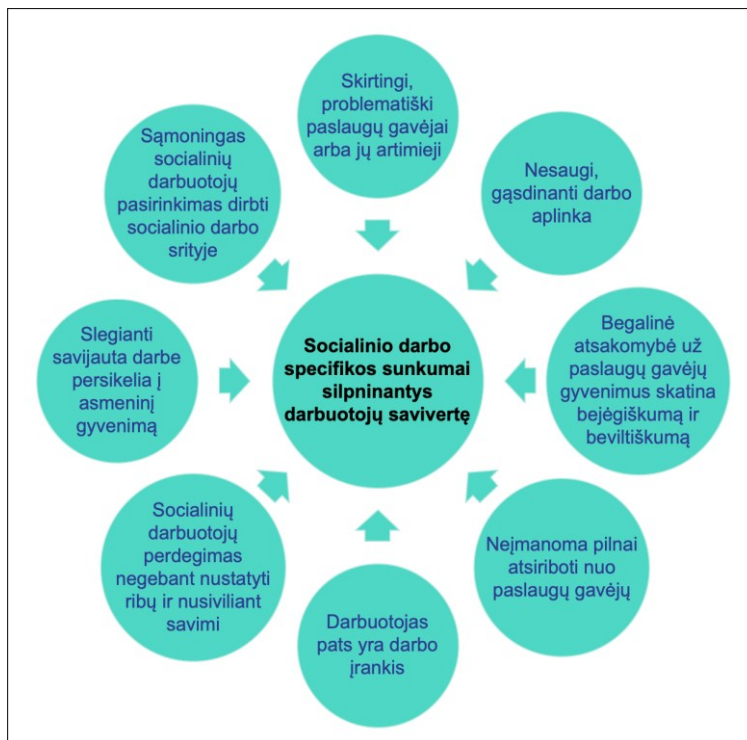 Skirtingi,
problematiški
paslaugų gavėjai
arba jų artimieji
Nesaugi,
gąsdinanti darbo
aplinka
Begalinė
atsakomybė už
paslaugų gavėjų
gyvenimus skatina
bejėgiškumą ir
beviltiškumą
Neįmanoma pilnai
atsiriboti nuo
paslaugų gavėjų
Darbuotojas
pats yra darbo
įrankis
Socialinių
darbuotojų
perdegimas
negebant nustatyti
ribų ir nusiviliant
savimi
Slegianti
savijauta darbe
persikelia į
asmeninį
gyvenimą
Sąmoningas
socialinių
darbuotojų
pasirinkimas dirbti
socialinio darbo
srityje
Socialinio darbo
specifikos sunkumai
silpninantys
darbuotojų savivertę